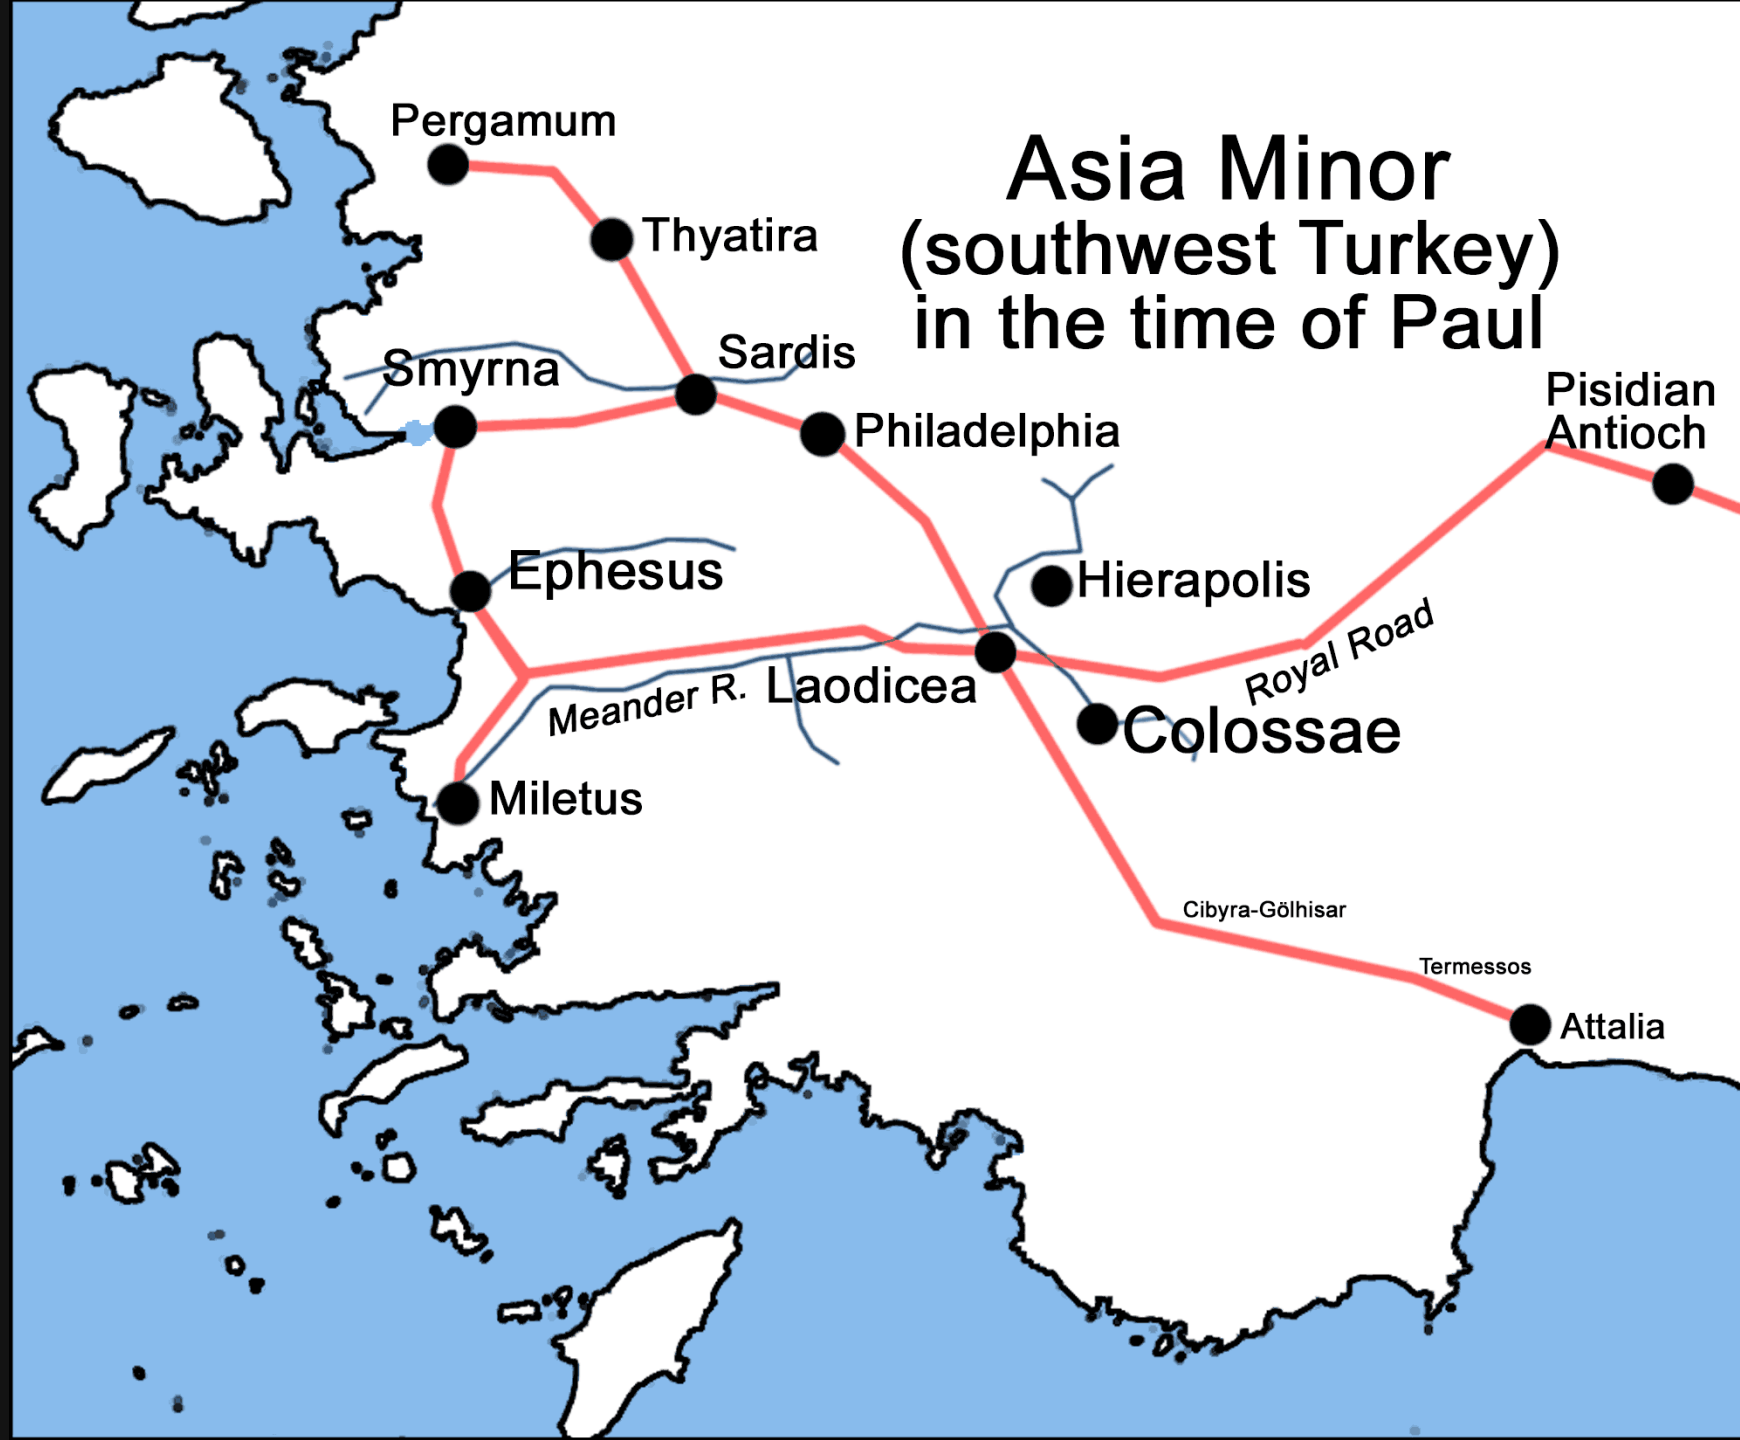 Pergamum
Asia Minor
(southwest Turkey)
in the time of Paul
Thyatira
Sardis
Smyrna
Pisidian
Antioch
Philadelphia
Ephesus
Hierapolis
Royal Road
Meander R.
Laodicea
Colossae
Miletus
Cibyra-Gölhisar
Termessos
Attalia